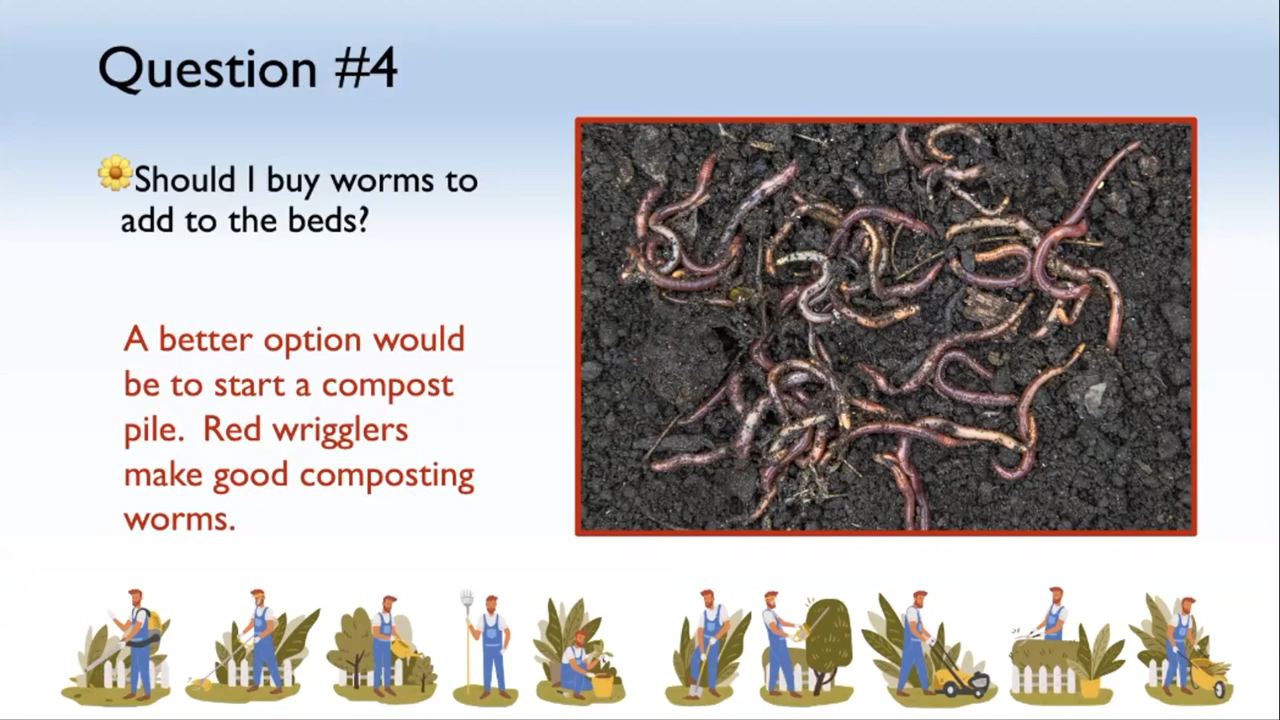 Question #4
Should I buy worms to
add to the beds?
A better option would
be to start a compost
pile.  Red wrigglers
make good composting
worms.